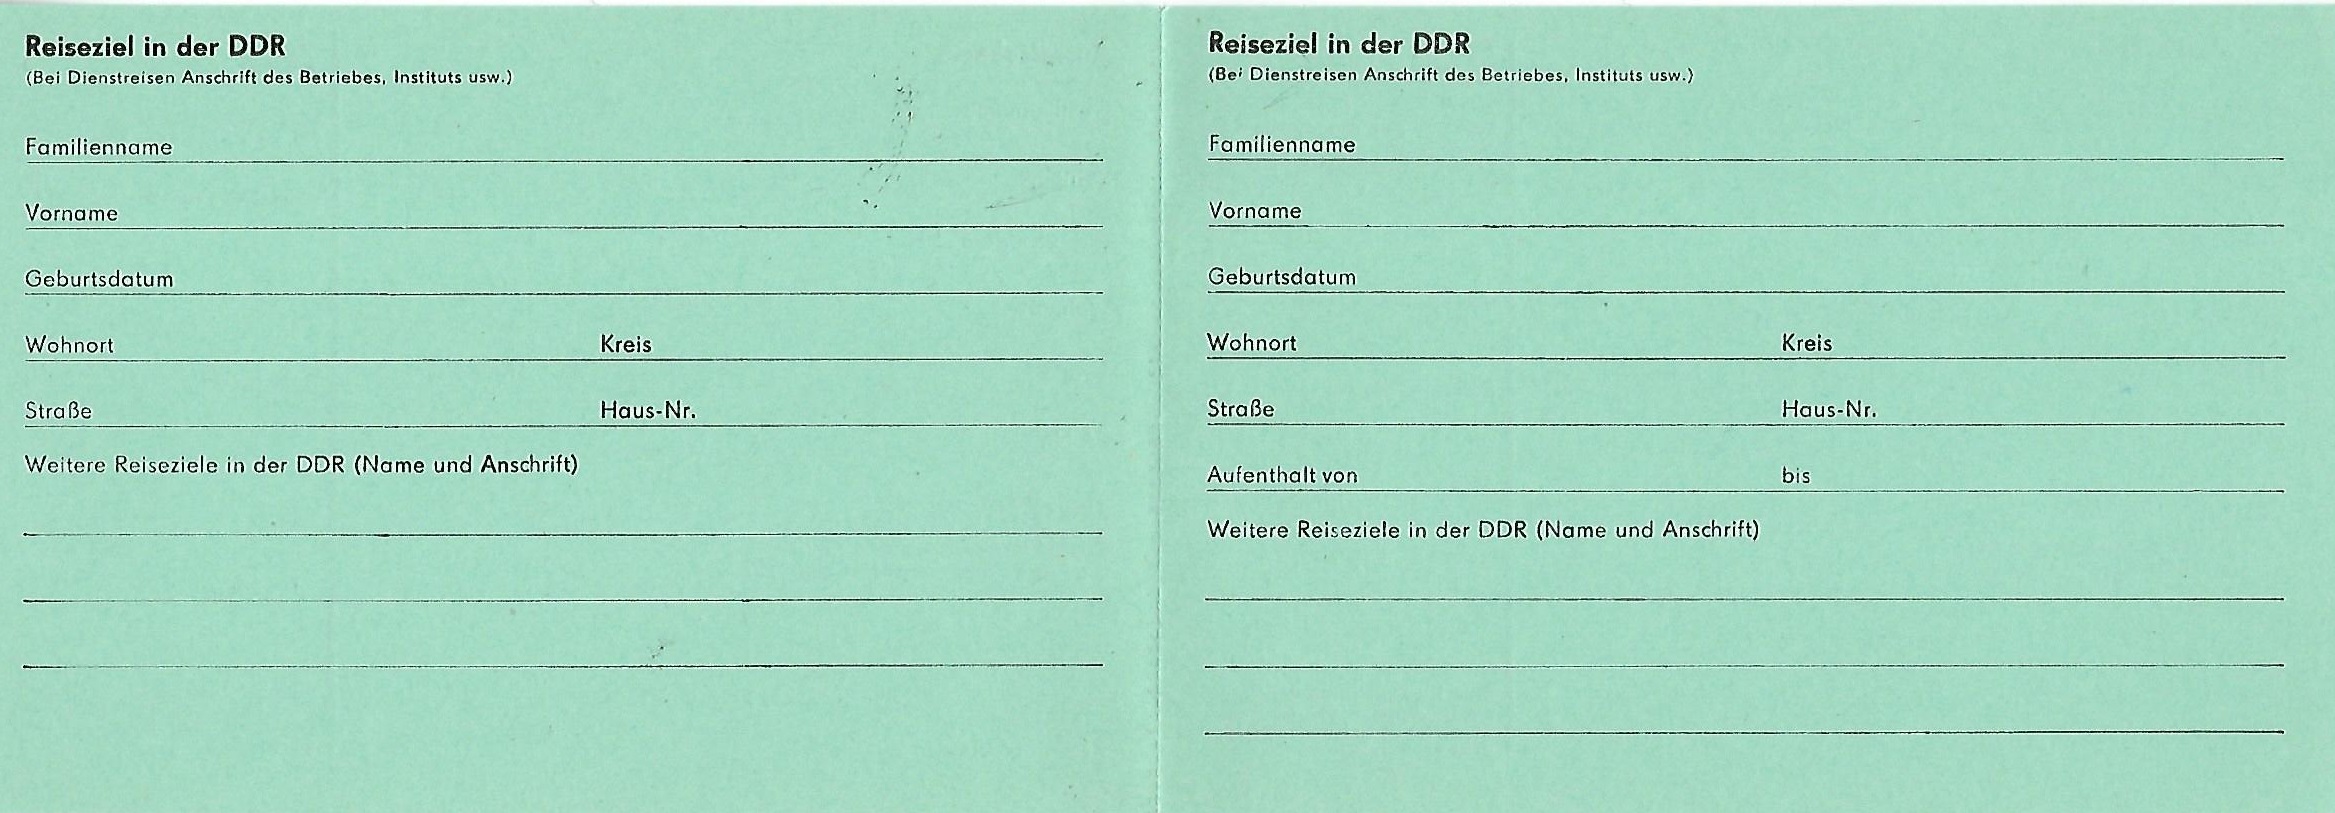 Reiseziel in der DDR
(Bei Dienstreisen Anschrift des Betriebes, Instituts usw.)
Familienname
Vorname
Geburtsdatum
Wohnort Kreis
Straße Haus-Nr.
Weitere Reiseziele in der DDR (Name und Anschrift)
Reiseziel in der DDR
(Bei Dienstreisen Anschrift des Betriebes, Instituts usw.)
Familienname
Vorname
Geburtsdatum
Wohnort Kreis
Straße Haus-Nr.
Aufenthalt von bis
Weitere Reiseziele in der DDR (Name und Anschrift)